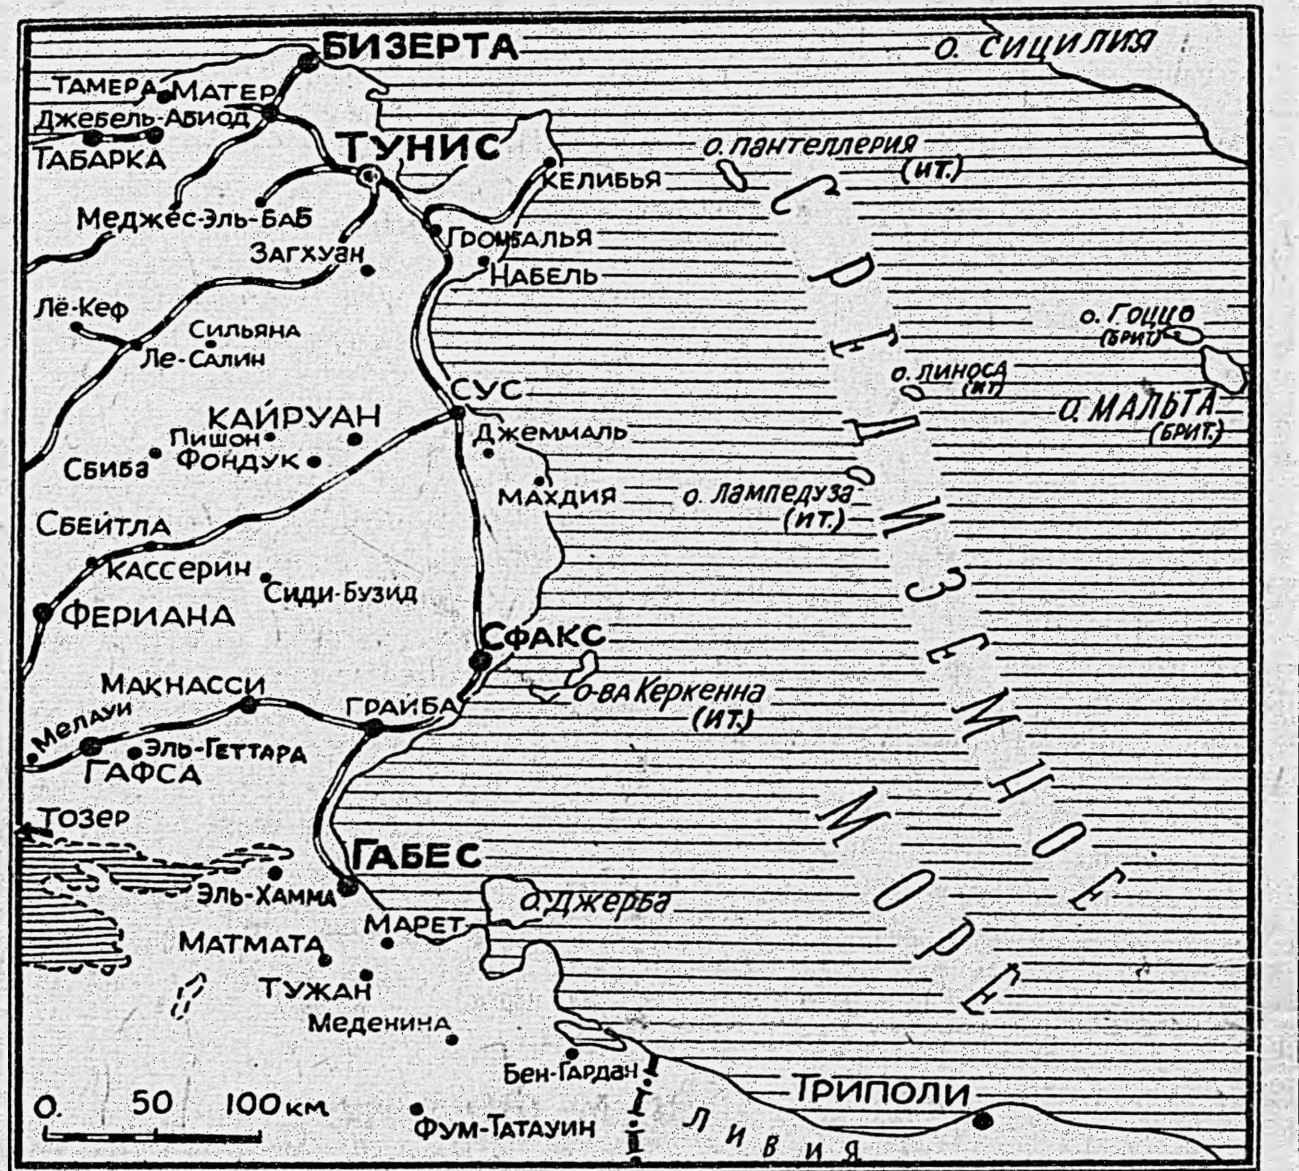 БИЗЕРТА
О. СИЦИЛИЯ
ТАМЕРА
МАТЕР
Джебель-Абиод
ТАБАРКА
ТУНИС
О. ПАНТЕЛЛЕРИЯ
(ИТ.)
КЕЛИБЬЯ
Меджес-Эль-Баб
ГРОМБАЛЬЯ
ЗАГХУАН
НАБЕЛЬ
ЛЁ-КЕФ
СИЛЬЯНА
ЛЕ-САЛИН
о. ГОЦЦО
(БРИТ)
о. ЛИНОСА
(ИТ)
О. МАЛЬТА
(БРИТ.)
СУС
КАЙРУАН
ДЖЕММАЛЬ
ПИШОН
СБИБА
ФОНДУК
МАХДИЯ
о. ЛАМПЕДУЗА
(ИТ.)
СБЕЙТЛА
КАССЕРИН
СИДИ-БУЗИД
ФЕРИАНА
СФАКС
О-ВА КЕРКЕННА
(ИТ.)
МАКНАССИ
ГРАЙБА
МЕЛАУИ
ЭЛЬ-ГЕТТАРА
ГАФСА
ТОЗЕР
ГАБЕС
ЭЛЬ-ХАММА
О. ДЖЕРБА
МАРЕТ
МАТМАТА
ТУЖАН
МЕДЕНИНА
БЕН-ГАРДАН
ТРИПОЛИ
ФУМ-ТАТАУИН
ЛИВИЯ
СРЕДИЗЕМНОЕ
МОРЕ
0. 50 100 км